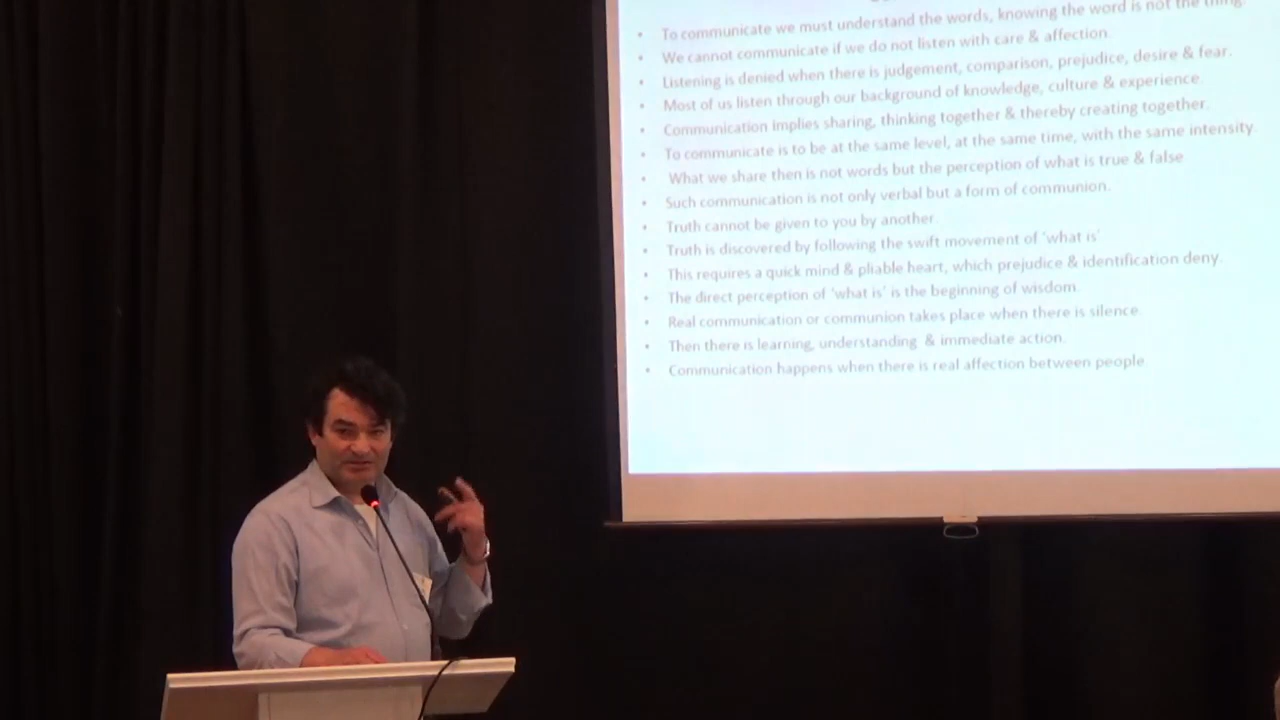 • To communicate we must understand the words, knowing the word is not the thing.
• We cannot communicate if we do not listen with care & affection.
• Listening is denied when there is judgement, comparison, prejudice, desire & fear.
• Most of us listen through our background of knowledge, culture & experience.
• Communication implies sharing, thinking together & thereby creating together.
• To communicate is to be at the same level, at the same time, with the same intensity.
• What we share then is not words but the perception of what is true & false
• Such communication is not only verbal but a form of communion.
• Truth cannot be given to you by another.
• Truth is discovered by following the swift movement of 'what is'
• This requires a quick mind & pliable heart, which prejudice & identification deny.
• The direct perception of 'what is' is the beginning of wisdom.
• Real communication or communion takes place when there is silence
• Then there is learning, understanding & immediate action.
• Communication happens when there is real affection between people